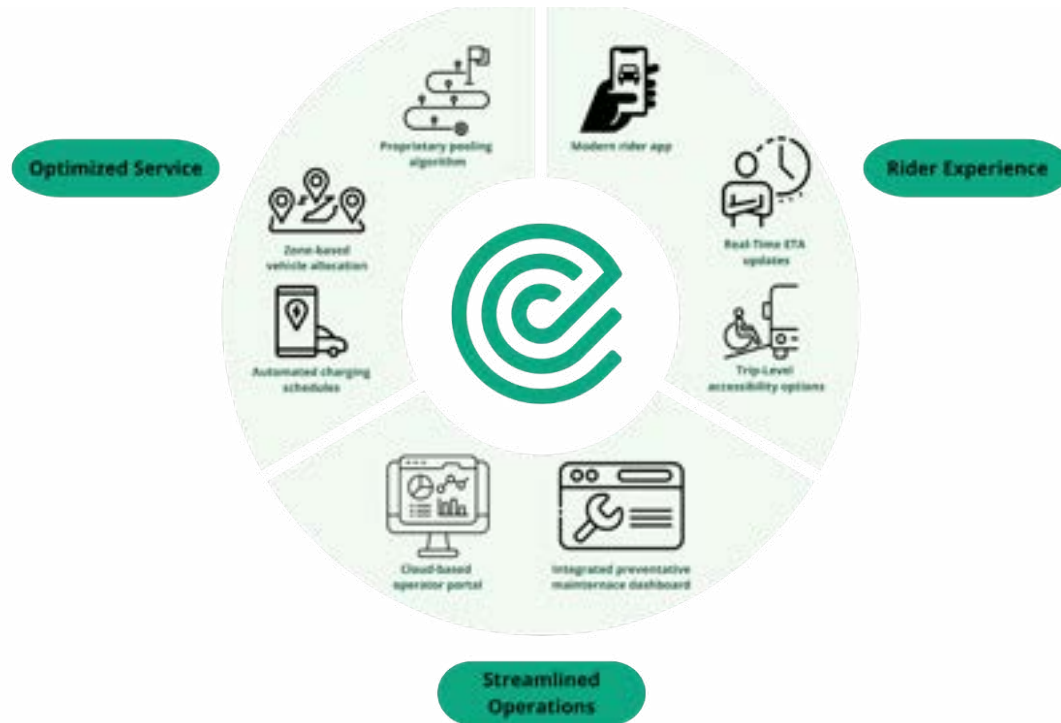 Optimized Service
Proprietary pooling
algorithm
Zone-based
vehicle allocation
Automated charging
schedules
Modern rider app
Real-Time ETA
updates
Trip-Level
accessibility options
Rider Experience
Cloud-based
operator portal
Integrated preventative
mainternace dashboard
Streamlined
Operations